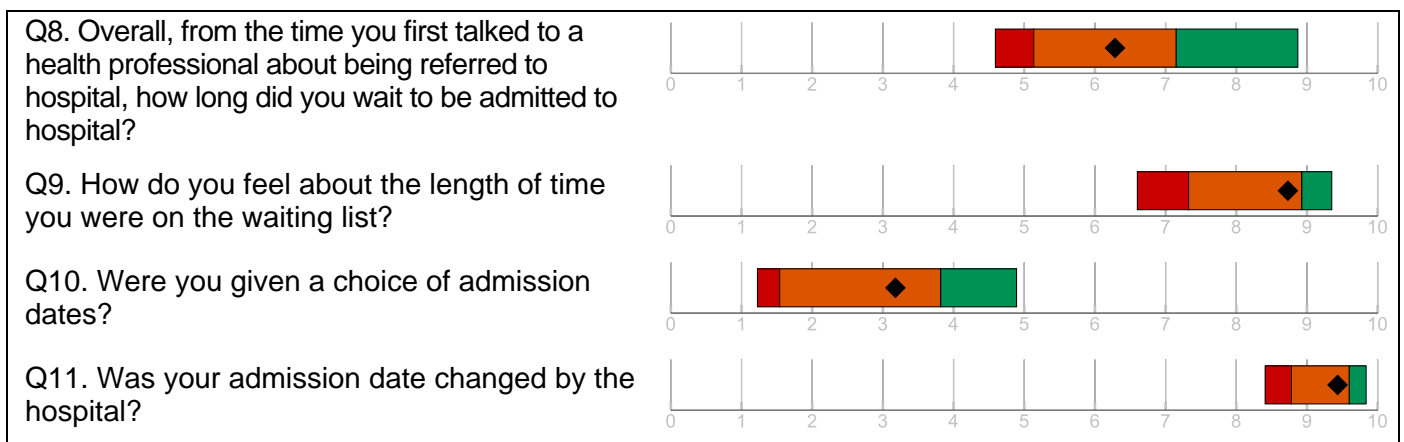 Q8. Overall, from the time you first talked to a
health professional about being referred to
hospital, how long did you wait to be admitted to
hospital?
0 1 2 3 4 5 6 7 8 9 10
Q9. How do you feel about the length of time
you were on the waiting list?
0 1 2 3 4 5 6 7 8 9 10
Q10. Were you given a choice of admission
dates?
0 1 2 3 4 5 6 7 8 9 10
Q11. Was your admission date changed by the
hospital?
0 1 2 3 4 5 6 7 8 9 10